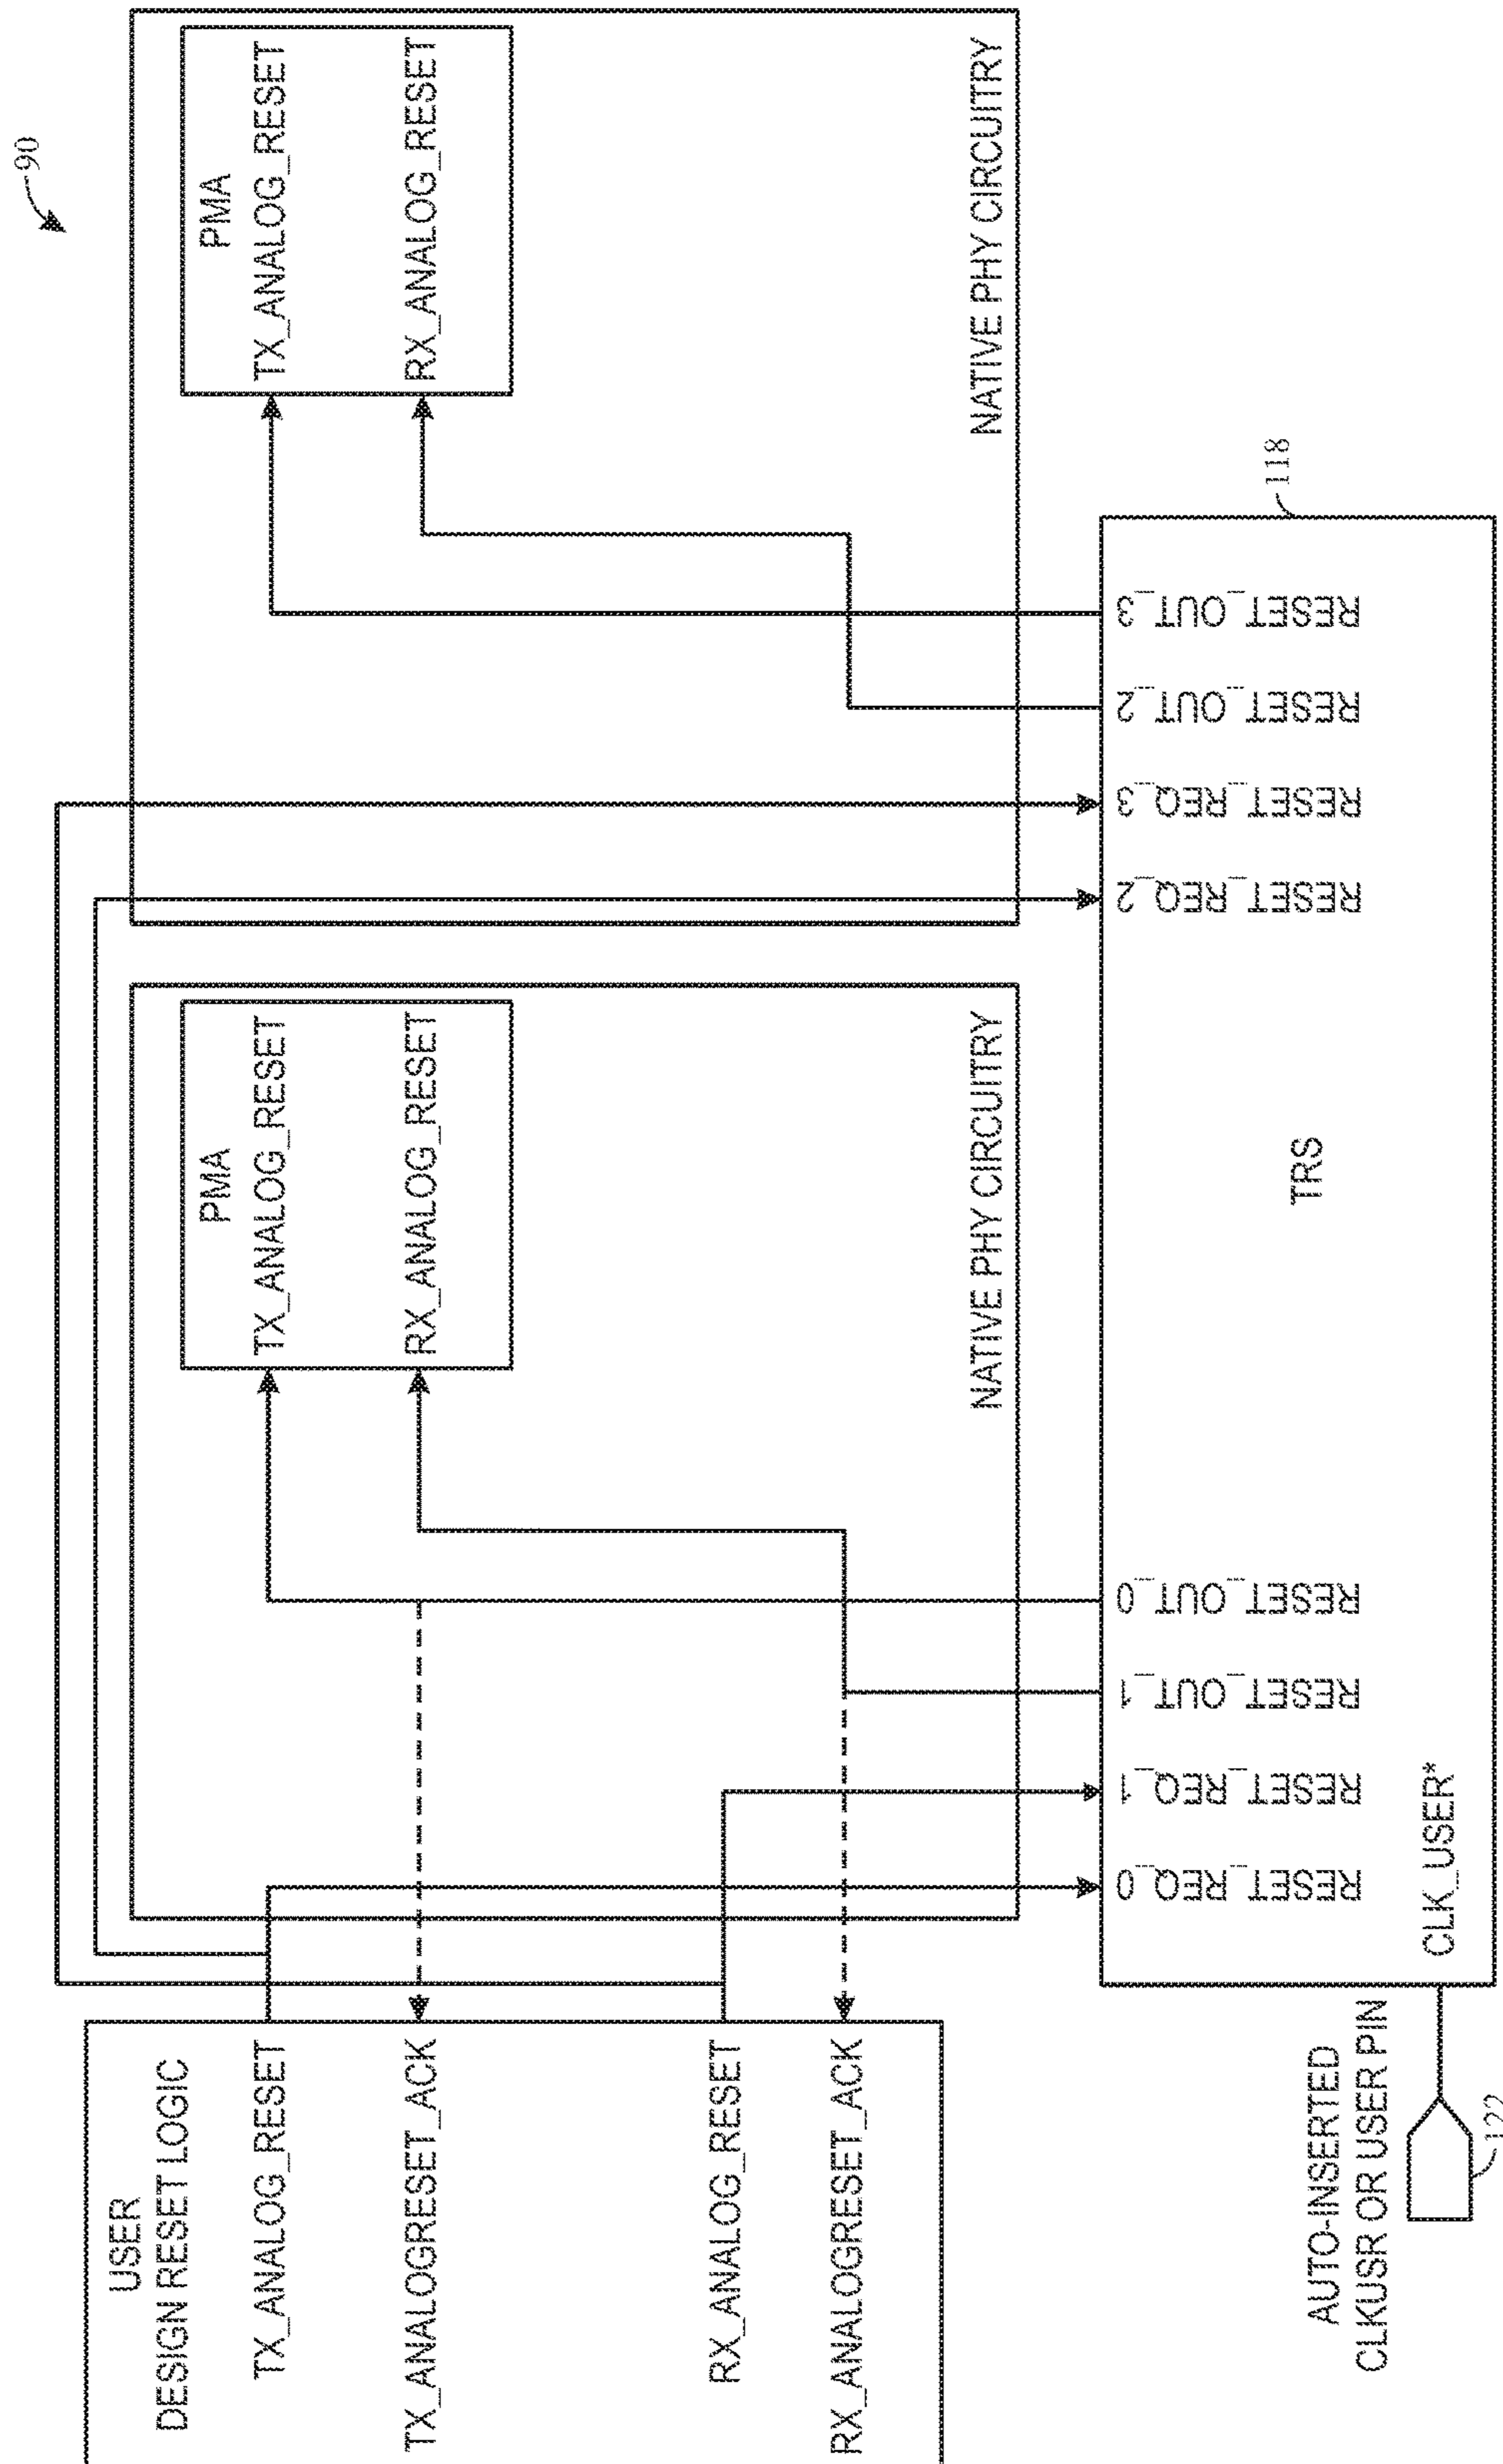 90
USER
DESIGN RESET LOGIC
TX_ANALOG_RESET
TX_ANALOGRESET_ACK
RX_ANALOG_RESET
RX_ANALOGRESET_ACK
PMA
TX_ANALOG_RESET
RX_ANALOG_RESET
NATIVE PHY CIRCUITRY
PMA
TX_ANALOG_RESET
RX_ANALOG_RESET
NATIVE PHY CIRCUITRY
RESET_REQ_0
RESET_REQ_1
RESET_OUT_1
RESET_OUT_0
RESET_REQ_2
RESET_REQ_3
RESET_OUT_2
RESET_OUT_3
TRS
118
CLK_USER*
AUTO-INSERTED
CLKUSR OR USER PIN
122